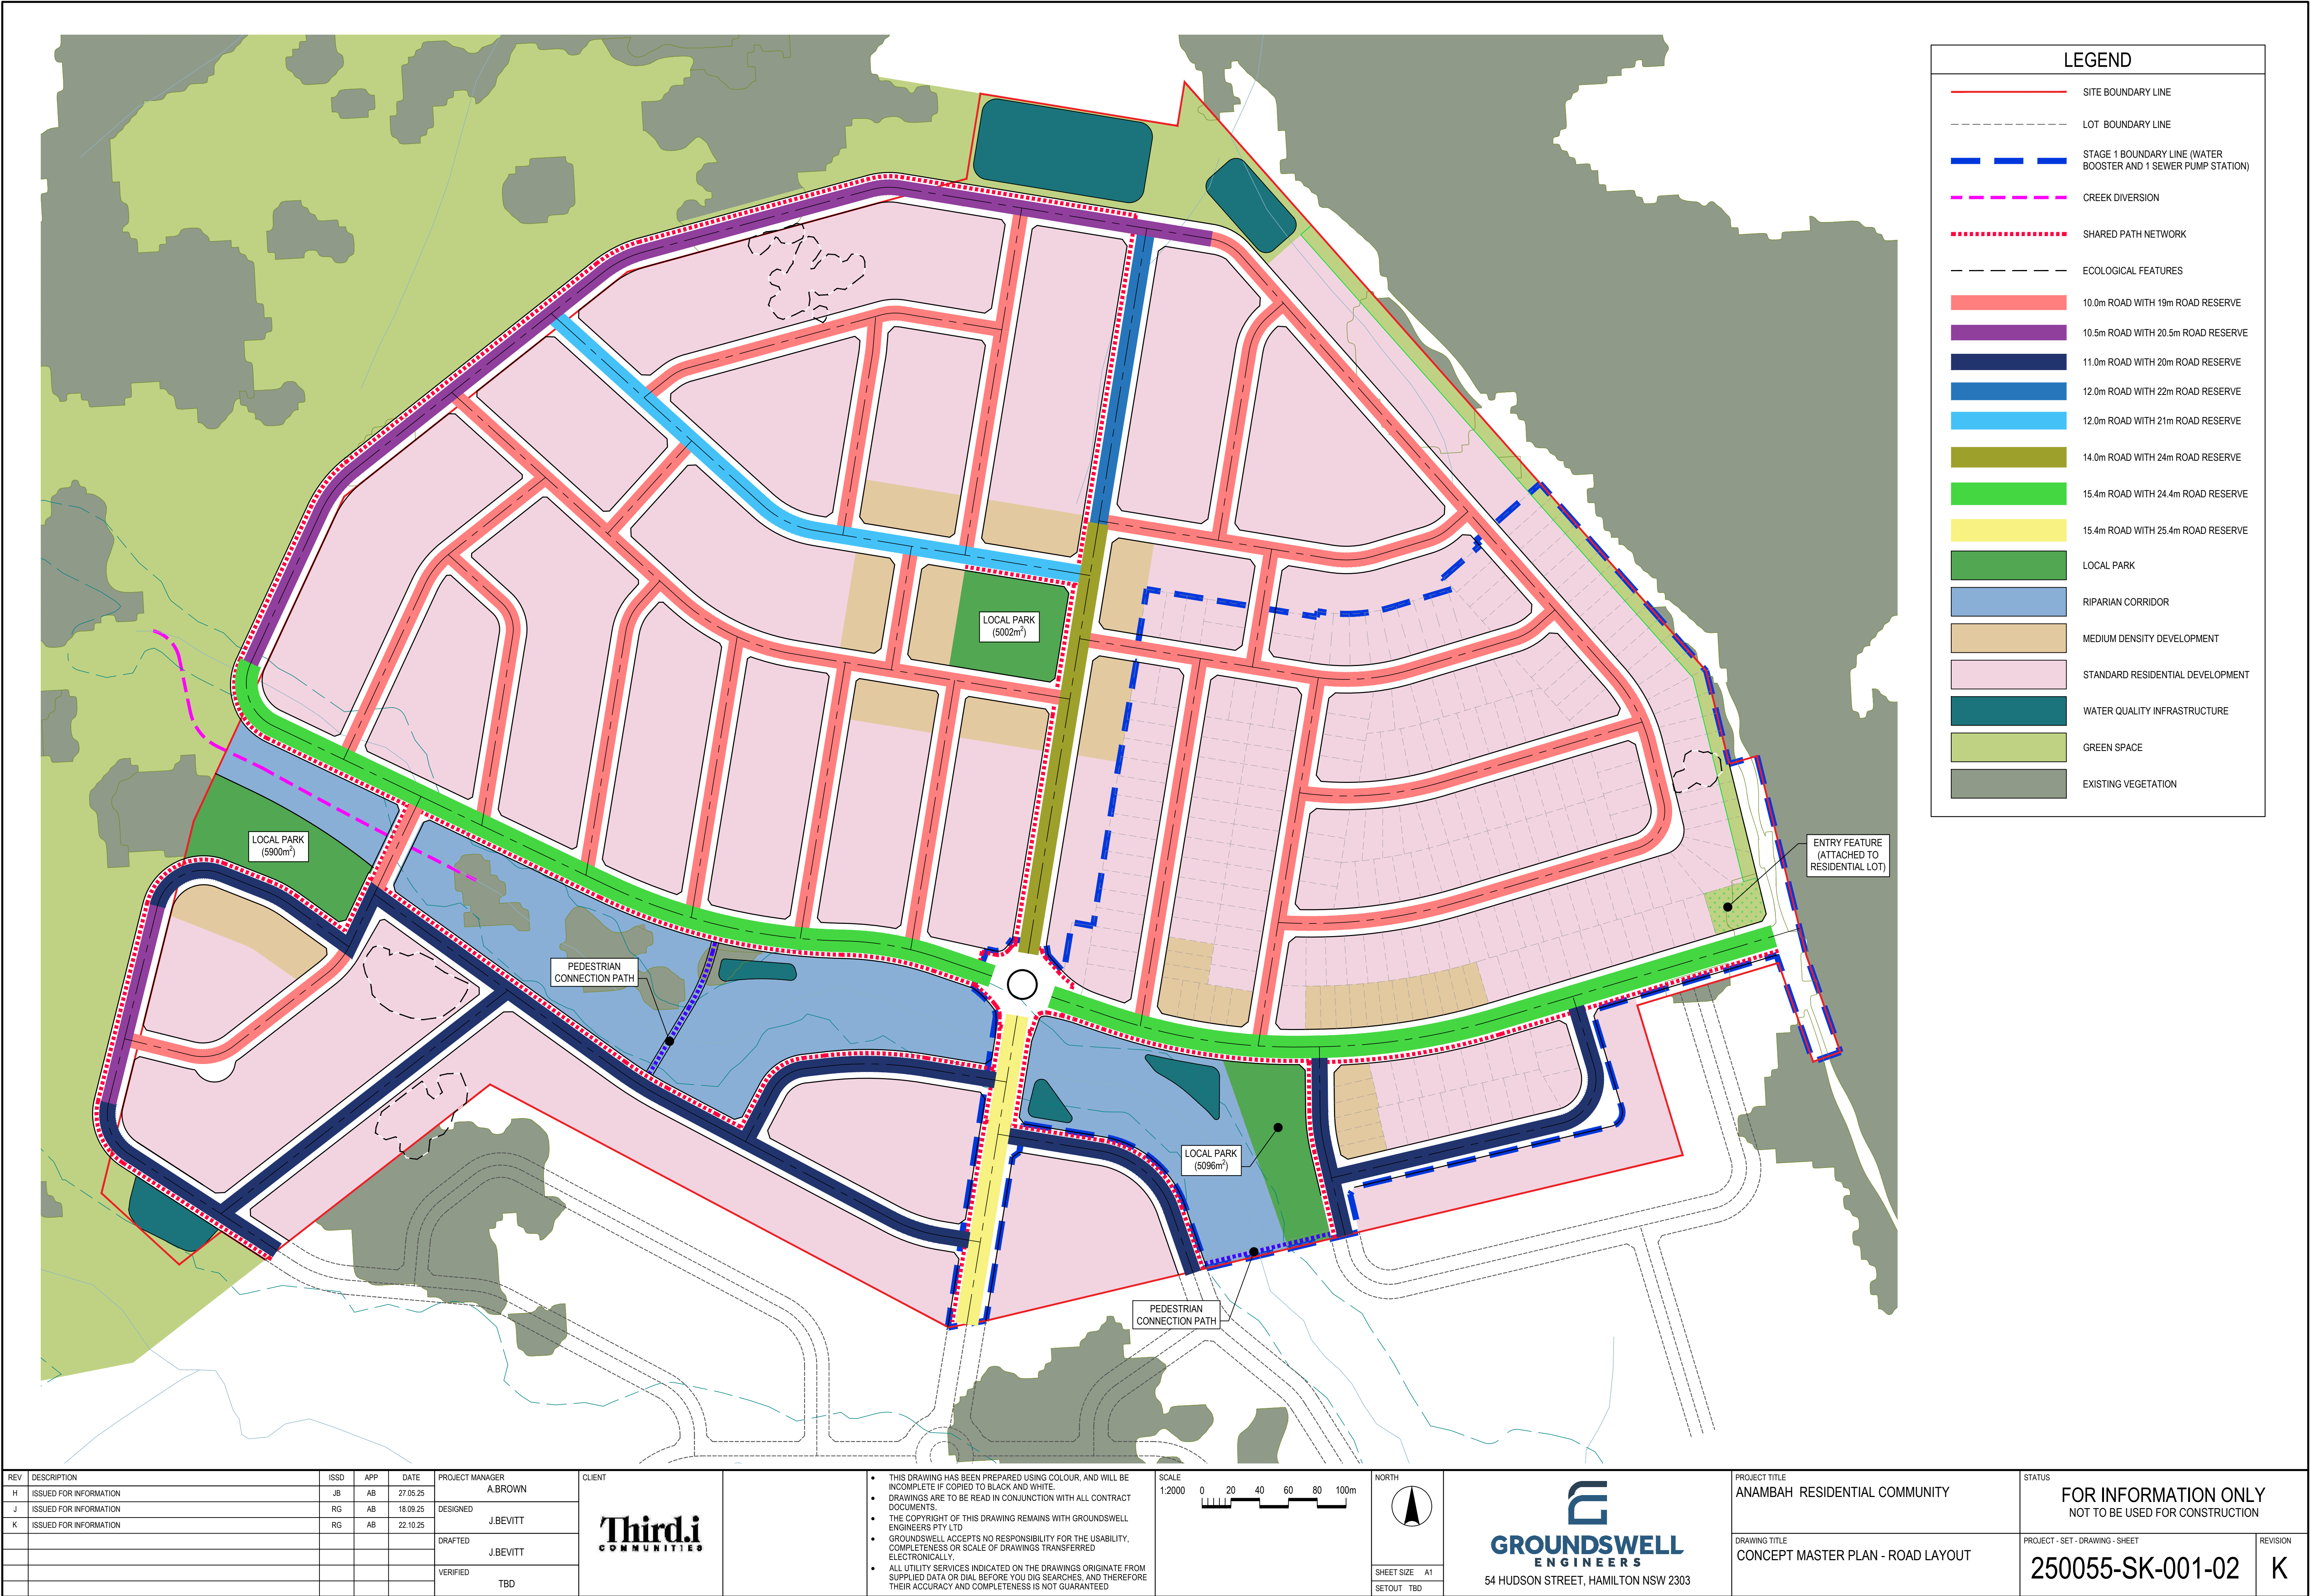 LEGEND
SITE BOUNDARY LINE
LOT BOUNDARY LINE
STAGE 1 BOUNDARY LINE (WATER
BOOSTER AND 1 SEWER PUMP STATION)
CREEK DIVERSION
SHARED PATH NETWORK
ECOLOGICAL FEATURES
10.0m ROAD WITH 19m ROAD RESERVE
10.5m ROAD WITH 20.5m ROAD RESERVE
11.0m ROAD WITH 20m ROAD RESERVE
12.0m ROAD WITH 22m ROAD RESERVE
12.0m ROAD WITH 21m ROAD RESERVE
14.0m ROAD WITH 24m ROAD RESERVE
15.4m ROAD WITH 24.4m ROAD RESERVE
15.4m ROAD WITH 25.4m ROAD RESERVE
LOCAL PARK
RIPARIAN CORRIDOR
MEDIUM DENSITY DEVELOPMENT
STANDARD RESIDENTIAL DEVELOPMENT
WATER QUALITY INFRASTRUCTURE
GREEN SPACE
EXISTING VEGETATION
LOCAL PARK
(5002m²)
LOCAL PARK
(5900m²)
ENTRY FEATURE
(ATTACHED TO
RESIDENTIAL LOT)
PEDESTRIAN
CONNECTION PATH
LOCAL PARK
(5096m²)
PEDESTRIAN
CONNECTION PATH
REV DESCRIPTION ISSD APP DATE
H ISSUED FOR INFORMATION JB AB 27.05.25
J ISSUED FOR INFORMATION RG AB 18.09.25
K ISSUED FOR INFORMATION RG AB 22.10.25
PROJECT MANAGER
A.BROWN
DESIGNED
J.BEVITT
DRAFTED
J.BEVITT
VERIFIED
TBD
CLIENT
Third.i
COMMUNITIES
• THIS DRAWING HAS BEEN PREPARED USING COLOUR, AND WILL BE
INCOMPLETE IF COPIED TO BLACK AND WHITE.
• DRAWINGS ARE TO BE READ IN CONJUNCTION WITH ALL CONTRACT
DOCUMENTS.
• THE COPYRIGHT OF THIS DRAWING REMAINS WITH GROUNDSWELL
ENGINEERS PTY LTD
• GROUNDSWELL ACCEPTS NO RESPONSIBILITY FOR THE USABILITY,
COMPLETENESS OR SCALE OF DRAWINGS TRANSFERRED
ELECTRONICALLY.
• ALL UTILITY SERVICES INDICATED ON THE DRAWINGS ORIGINATE FROM
SUPPLIED DATA OR DIAL BEFORE YOU DIG SEARCHES, AND THEREFORE
THEIR ACCURACY AND COMPLETENESS IS NOT GUARANTEED
SCALE
1:2000 0 20 40 60 80 100m
NORTH
SHEET SIZE A1
SETOUT TBD
GROUNDSWELL
ENGINEERS
54 HUDSON STREET, HAMILTON NSW 2303
PROJECT TITLE
ANAMBAH RESIDENTIAL COMMUNITY
DRAWING TITLE
CONCEPT MASTER PLAN - ROAD LAYOUT
STATUS
FOR INFORMATION ONLY
NOT TO BE USED FOR CONSTRUCTION
PROJECT - SET - DRAWING - SHEET
250055-SK-001-02
REVISION
K